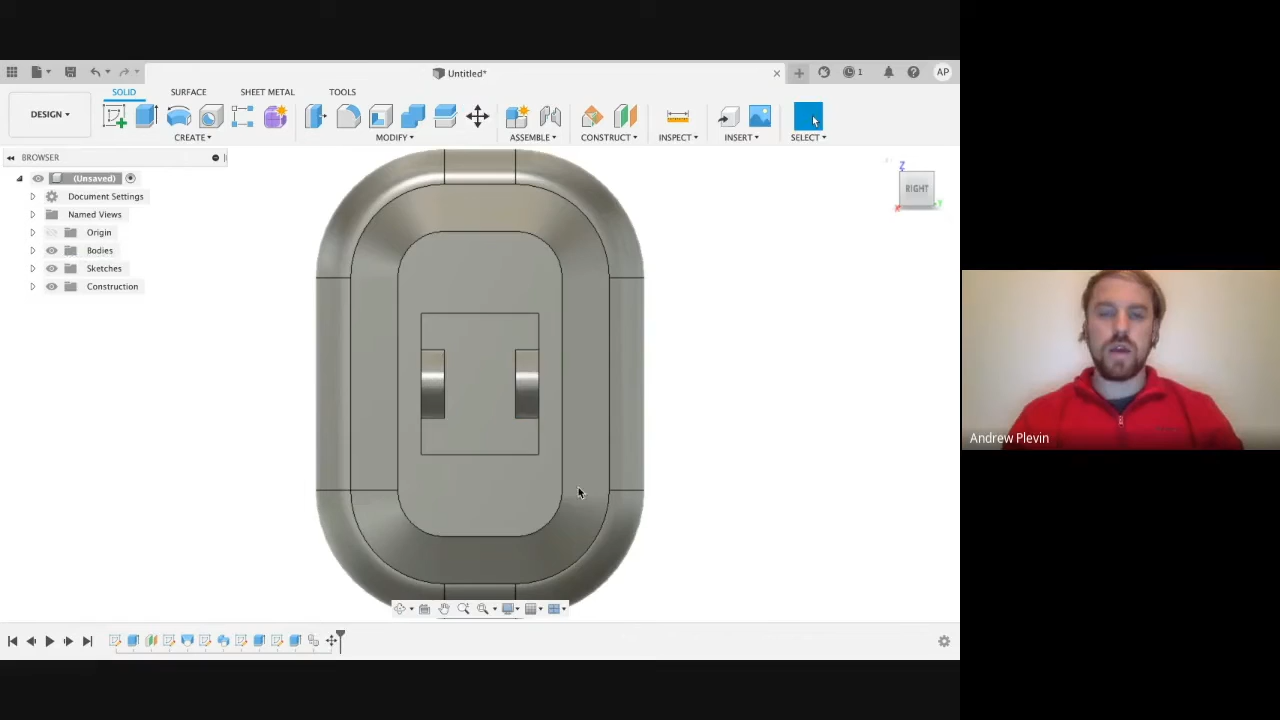 Untitled*
1
AP
SOLID
SURFACE
SHEET METAL
TOOLS
DESIGN
CREATE
MODIFY
ASSEMBLE
CONSTRUCT
INSPECT
INSERT
SELECT
BROWSER
(Unsaved)
Document Settings
Named Views
Origin
Bodies
Sketches
Construction
Z
RIGHT
X
Y
Andrew Plevin